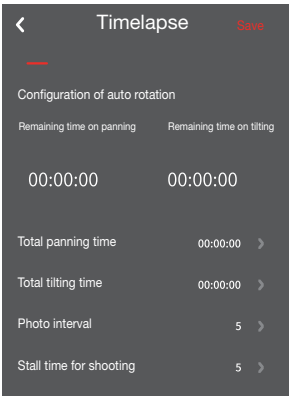 Timelapse Save
Configuration of auto rotation
Remaining time on panning Remaining time on tilting
00:00:00 00:00:00
Total panning time 00:00:00
Total tilting time 00:00:00
Photo interval 5
Stall time for shooting 5